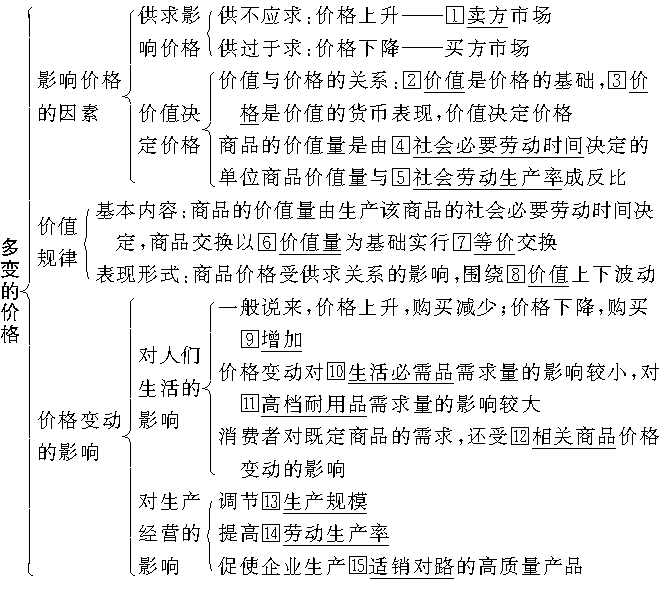 多变的价格
影响价格的因素
供求影响价格
供不应求:价格上升——1卖方市场
供过于求:价格下降——买方市场
价值决定价格
价值与价格的关系:2价值是价格的基础,3价
格是价值的货币表现,价值决定价格
商品的价值量是由4社会必要劳动时间决定的
单位商品价值量与5社会劳动生产率成反比
价值规律
基本内容:商品的价值量由生产该商品的社会必要劳动时间决
定,商品交换以6价值量为基础实行7等价交换
表现形式:商品价格受供求关系的影响,围绕8价值上下波动
价格变动的影响
对人们生活的影响
一般说来,价格上升,购买减少;价格下降,购买
9增加
价格变动对10生活必需品需求量的影响较小,对
11高档耐用品需求量的影响较大
消费者对既定商品的需求,还受12相关商品价格
变动的影响
对生产经营的影响
调节13生产规模
提高14劳动生产率
促使企业生产15适销对路的高质量产品